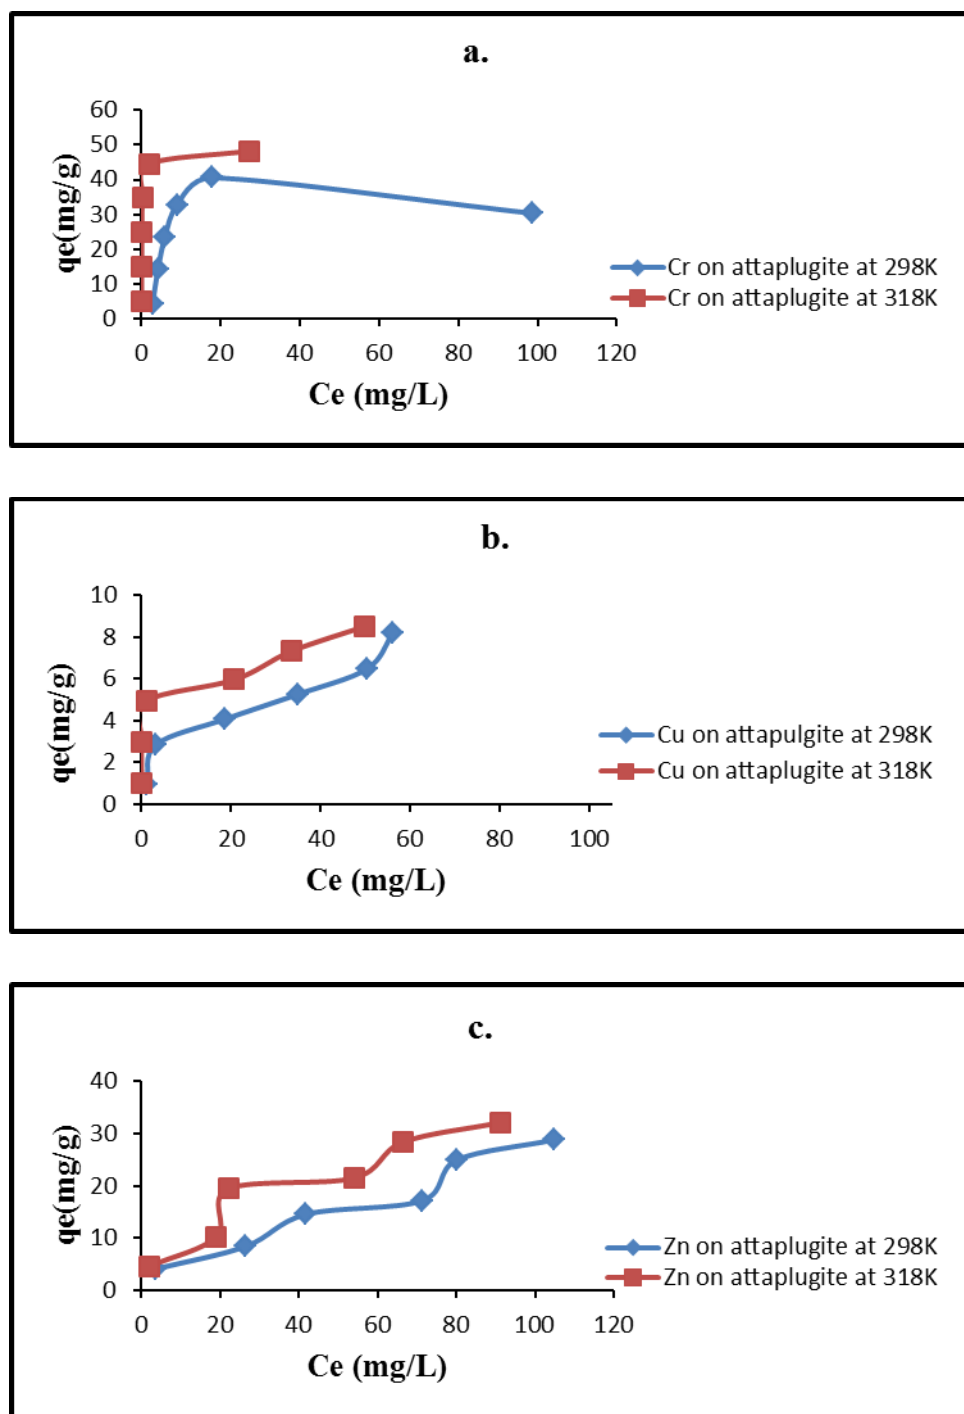 a.
60
50
40
30
20
10
0
qe(mg/g)
0 20 40 60 80 100 120
Ce (mg/L)
Cr on attaplugite at 298K
Cr on attaplugite at 318K
b.
10
8
6
4
2
0
qe(mg/g)
0 20 40 60 80 100
Ce (mg/L)
Cu on attapulgite at 298K
Cu on attaplugite at 318K
c.
40
30
20
10
0
qe(mg/g)
0 20 40 60 80 100 120
Ce (mg/L)
Zn on attaplugite at 298K
Zn on attaplugite at 318K